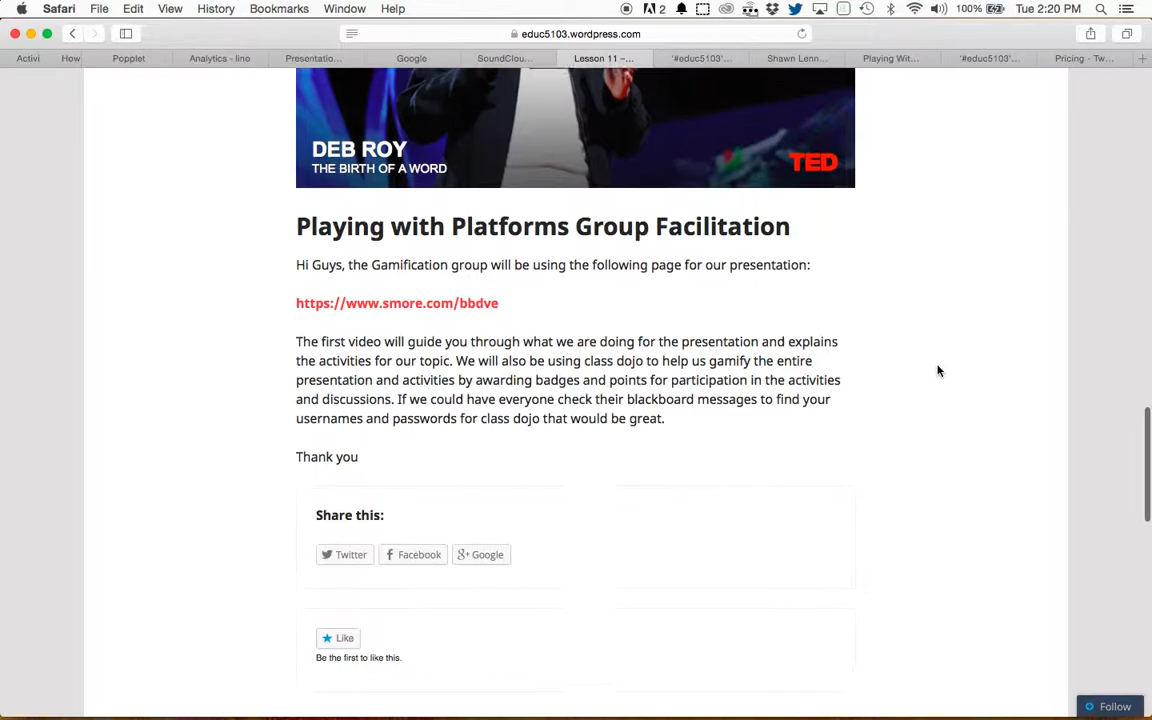 Safari File Edit View History Bookmarks Window Help 2 100% Tue 2:20 PM
educ5103.wordpress.com
Activi How Popplet Analytics - lino Presentatio... Google SoundClou... Lesson 11 –... '#educ5103'... Shawn Lenn... Playing Wit... '#educ5103'... Pricing - Tw...
DEB ROY
THE BIRTH OF A WORD
TED
Playing with Platforms Group Facilitation
Hi Guys, the Gamification group will be using the following page for our presentation:
https://www.smore.com/bbdve
The first video will guide you through what we are doing for the presentation and explains
the activities for our topic. We will also be using class dojo to help us gamify the entire
presentation and activities by awarding badges and points for participation in the activities
and discussions. If we could have everyone check their blackboard messages to find your
usernames and passwords for class dojo that would be great.
Thank you
Share this:
Twitter Facebook Google
Like
Be the first to like this.
Follow